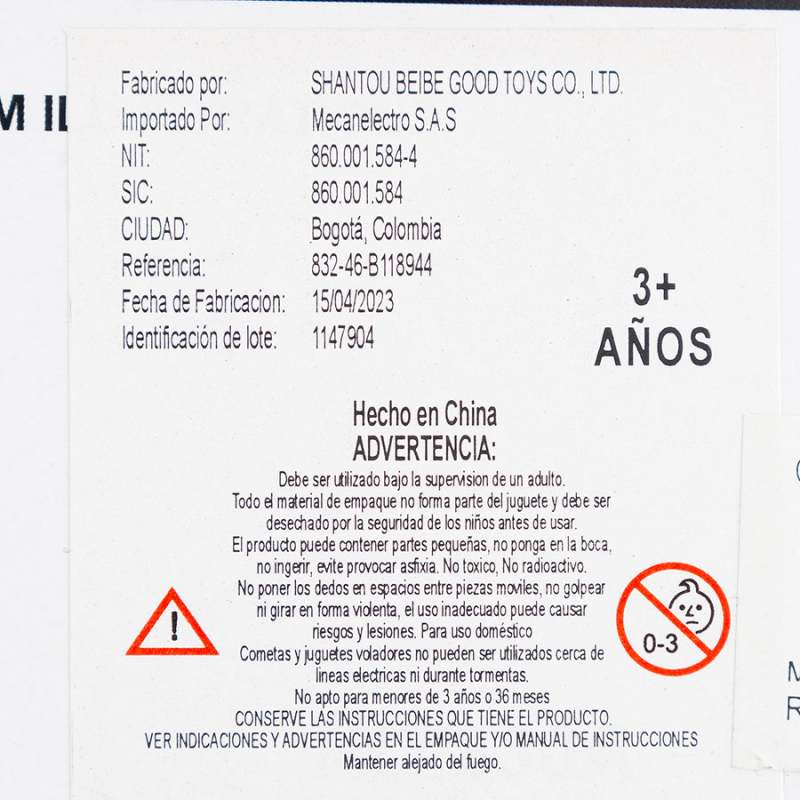 M IL
Fabricado por: SHANTOU BEIBE GOOD TOYS CO., LTD.
Importado Por: Mecanelectro S.A.S
NIT: 860.001.584-4
SIC: 860.001.584
CIUDAD: Bogotá, Colombia
Referencia: 832-46-B118944
Fecha de Fabricacion: 15/04/2023
Identificación de lote: 1147904
3+
AÑOS
Hecho en China
ADVERTENCIA:
Debe ser utilizado bajo la supervision de un adulto.
Todo el material de empaque no forma parte del juguete y debe ser
desechado por la seguridad de los niños antes de usar.
El producto puede contener partes pequeñas, no ponga en la boca,
no ingerir, evite provocar asfixia. No toxico, No radioactivo.
No poner los dedos en espacios entre piezas moviles, no golpear
ni girar en forma violenta, el uso inadecuado puede causar
riesgos y lesiones. Para uso doméstico
Cometas y juguetes voladores no pueden ser utilizados cerca de
lineas electricas ni durante tormentas.
No apto para menores de 3 años o 36 meses
CONSERVE LAS INSTRUCCIONES QUE TIENE EL PRODUCTO.
VER INDICACIONES Y ADVERTENCIAS EN EL EMPAQUE Y/O MANUAL DE INSTRUCCIONES
Mantener alejado del fuego.
!
0-3